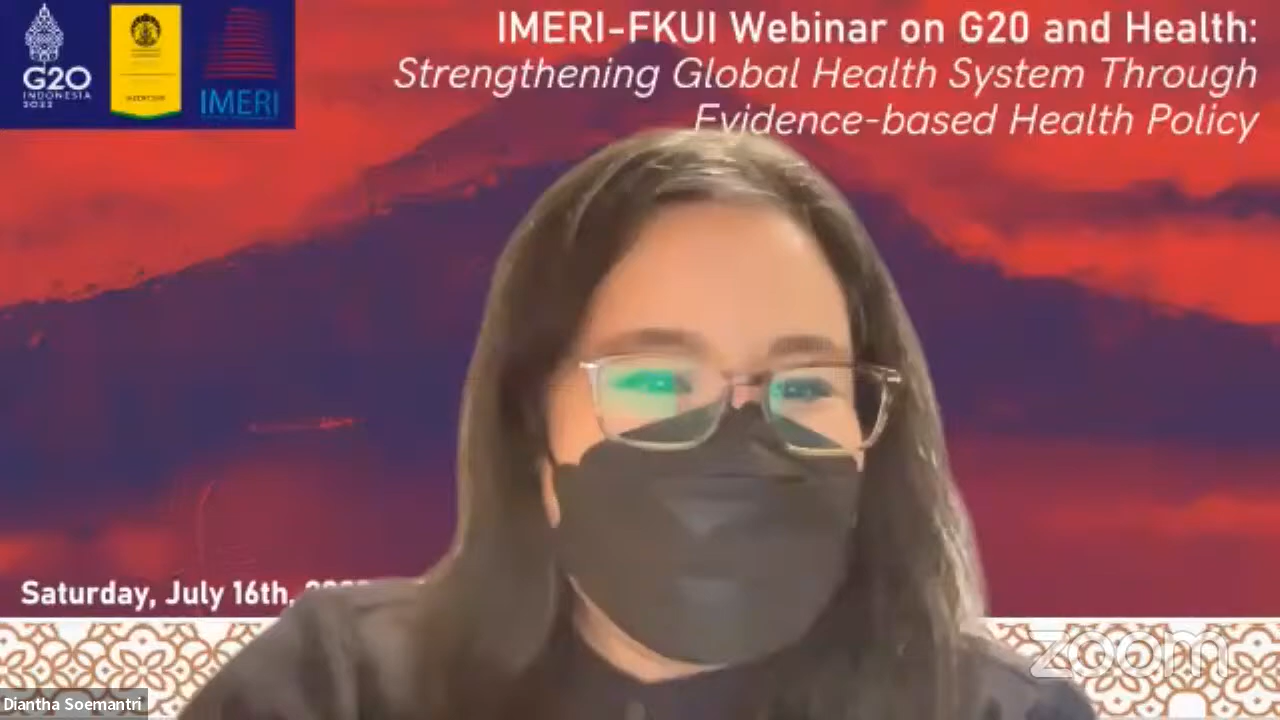 IMERI-FKUI Webinar on G20 and Health:
Strengthening Global Health System Through
Evidence-based Health Policy
G20
INDONESIA
2022
IMERI
Saturday, July 16th,
zoom
Diantha Soemantri